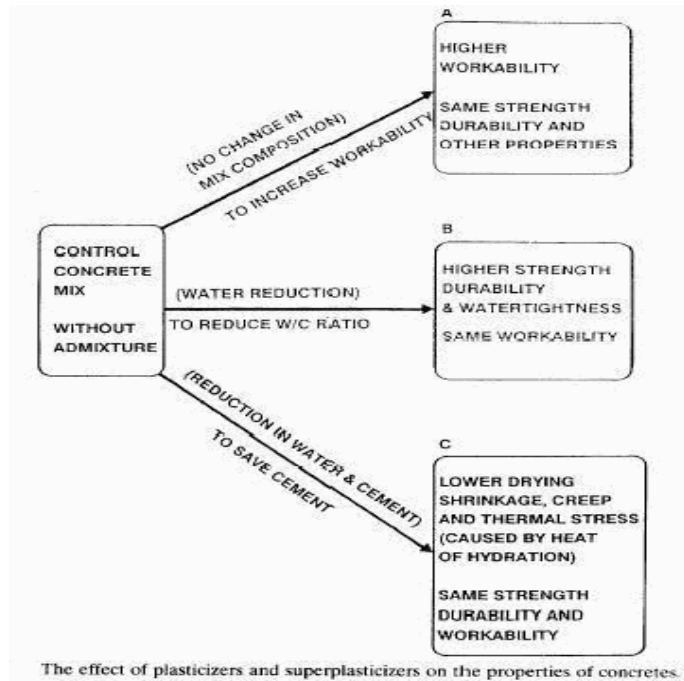 A
HIGHER
WORKABILITY
SAME STRENGTH
DURABILITY AND
OTHER PROPERTIES
(NO CHANGE IN
MIX COMPOSITION)
TO INCREASE WORKABILITY
CONTROL
CONCRETE
MIX
WITHOUT
ADMIXTURE
(WATER REDUCTION)
TO REDUCE W/C RATIO
B
HIGHER STRENGTH
DURABILITY
& WATERTIGHTNESS
SAME WORKABILITY
(REDUCTION IN WATER & CEMENT)
TO SAVE CEMENT
C
LOWER DRYING
SHRINKAGE, CREEP
AND THERMAL STRESS
(CAUSED BY HEAT
OF HYDRATION)
SAME STRENGTH
DURABILITY AND
WORKABILITY
The effect of plasticizers and superplasticizers on the properties of concretes.